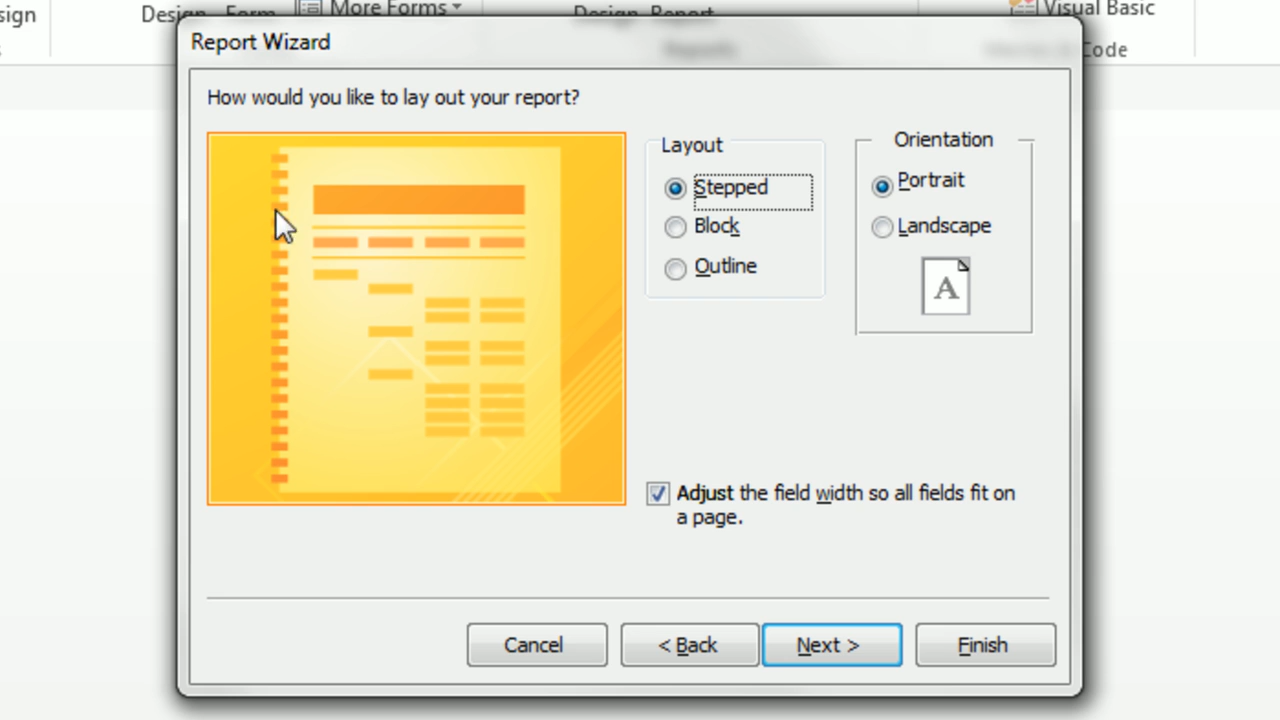 sign
Design
Form
More Forms
Design
Report
Visual Basic
Reports
Code
Report Wizard
How would you like to lay out your report?
Layout
Stepped
Block
Outline
Orientation
Portrait
Landscape
A
Adjust the field width so all fields fit on
a page.
Cancel
< Back
Next >
Finish